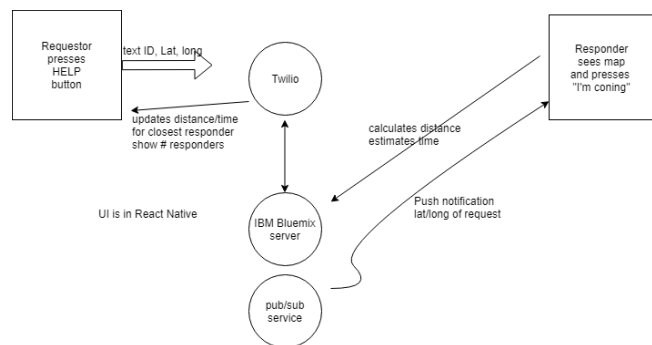 Requestor
presses
HELP
button
text ID, Lat, long
Twilio
Responder
sees map
and presses
"I'm coning"
updates distance/time
for closest responder
show # responders
calculates distance
estimates time
UI is in React Native
IBM Bluemix
server
Push notification
lat/long of request
pub/sub
service